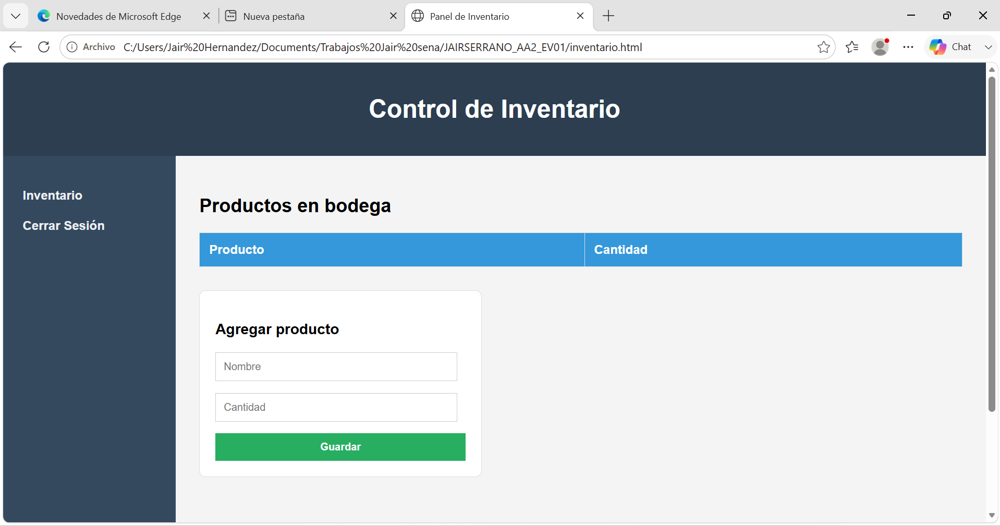 Novedades de Microsoft Edge
Nueva pestaña
Panel de Inventario
Archivo C:/Users/Jair%20Hernandez/Documents/Trabajos%20Jair%20sena/JAIRSERRANO_AA2_EV01/inventario.html
Chat
Control de Inventario
Inventario
Cerrar Sesión
Productos en bodega
Producto Cantidad
Agregar producto
Nombre
Cantidad
Guardar